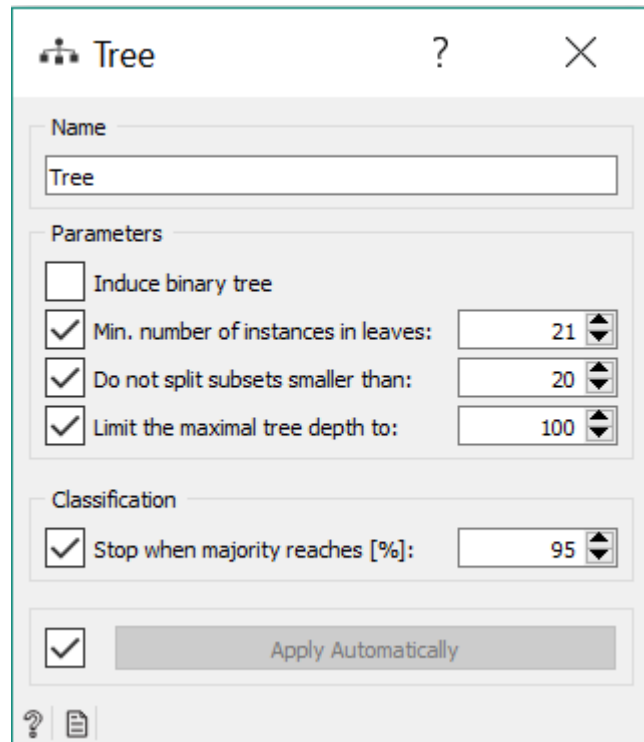 Tree ?
Name
Tree
Parameters
Induce binary tree
Min. number of instances in leaves: 21
Do not split subsets smaller than: 20
Limit the maximal tree depth to: 100
Classification
Stop when majority reaches [%]: 95
Apply Automatically
?